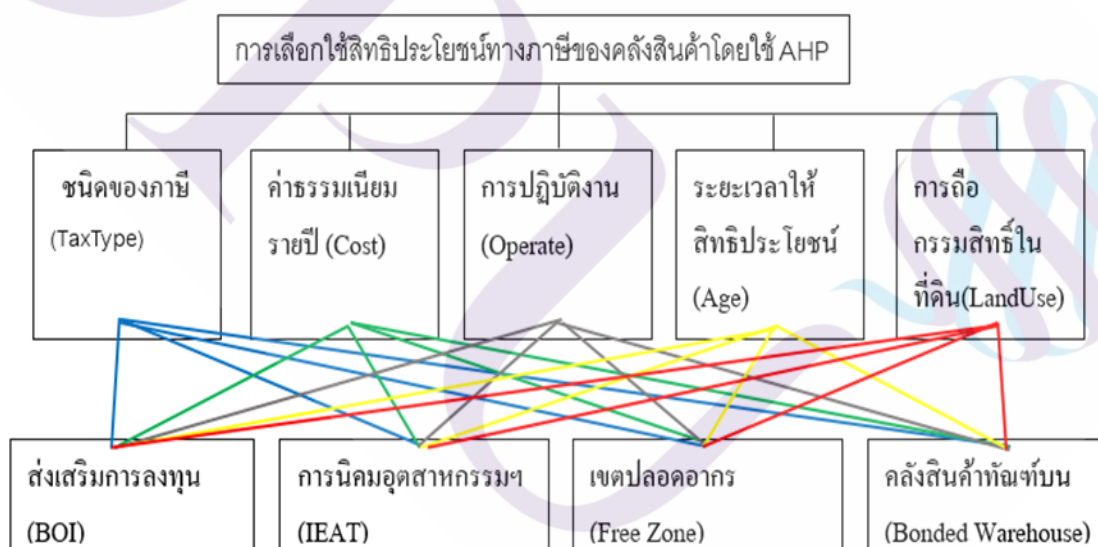 การเลือกใช้สิทธิประโยชน์ทางภาษีของคลังสินค้าโดยใช้ AHP
ชนิดของภาษี
(TaxType)
ค่าธรรมเนียม
รายปี (Cost)
การปฏิบัติงาน
(Operate)
ระยะเวลาให้
สิทธิประโยชน์
(Age)
การถือ
กรรมสิทธิ์ใน
ที่ดิน(LandUse)
ส่งเสริมการลงทุน
(BOI)
การนิคมอุตสาหกรรมฯ
(IEAT)
เขตปลอดอากร
(Free Zone)
คลังสินค้าทัณฑ์บน
(Bonded Warehouse)